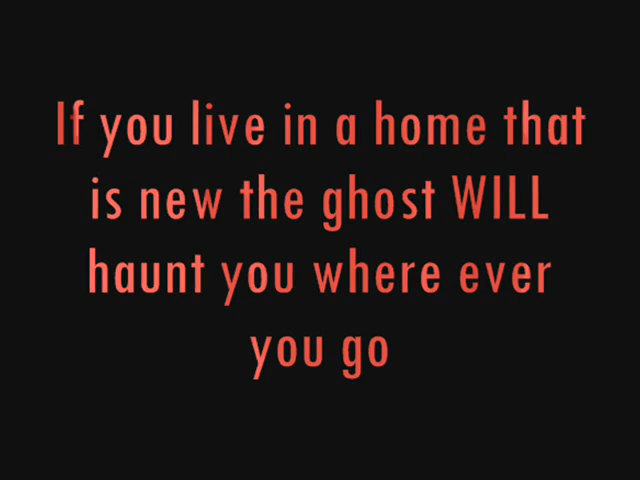 If you live in a home that
is new the ghost WILL
haunt you where ever
you go